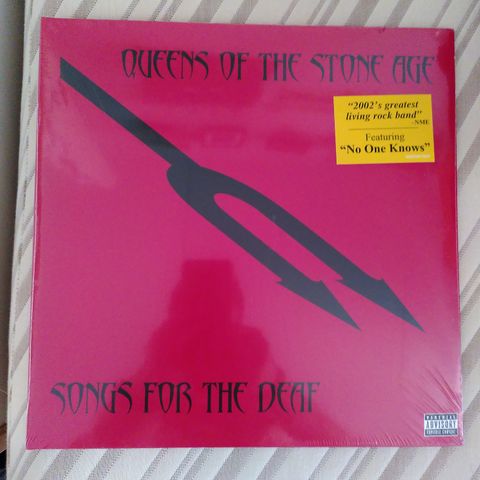 QUEENS OF THE STONE AGE
"2002's greatest
living rock band"
-NME
Featuring
"No One Knows"
SONGS FOR THE DEAF
PARENTAL
ADVISORY
EXPLICIT CONTENT